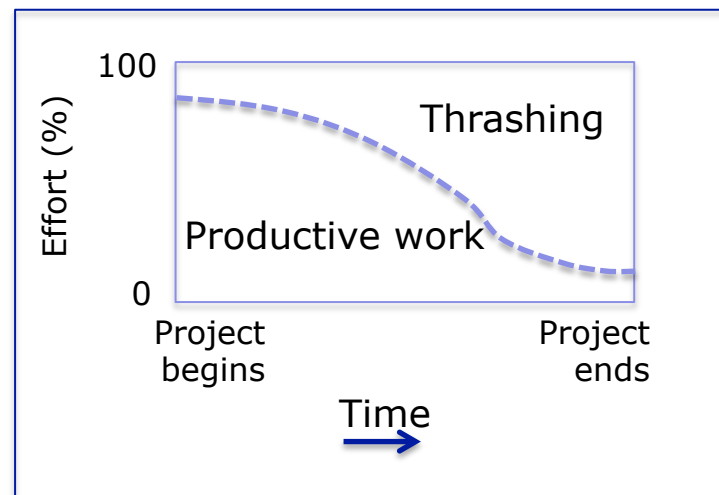 100
Thrashing
Effort (%)
Productive work
0
Project
begins
Project
ends
Time